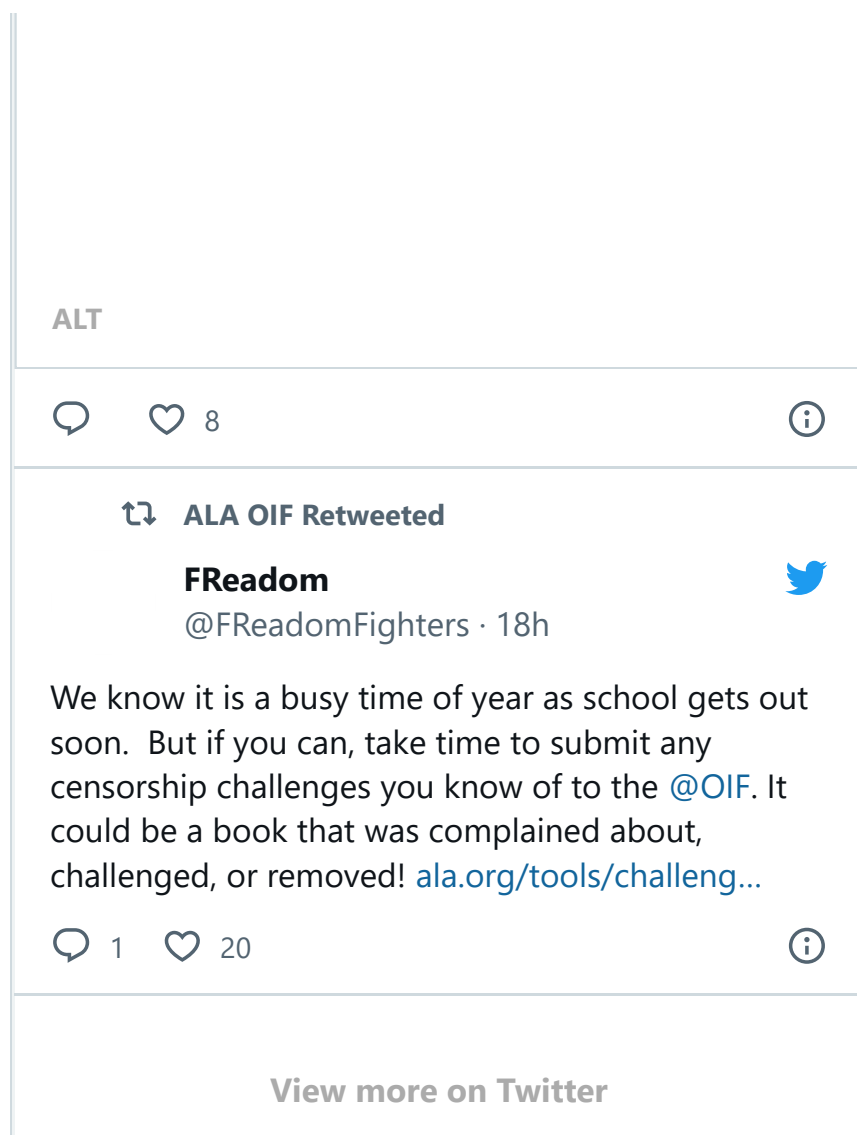 ALT
8
ALA OIF Retweeted
FReadom
@FReadomFighters · 18h
We know it is a busy time of year as school gets out
soon.  But if you can, take time to submit any
censorship challenges you know of to the @OIF. It
could be a book that was complained about,
challenged, or removed! ala.org/tools/challeng…
1 20
View more on Twitter